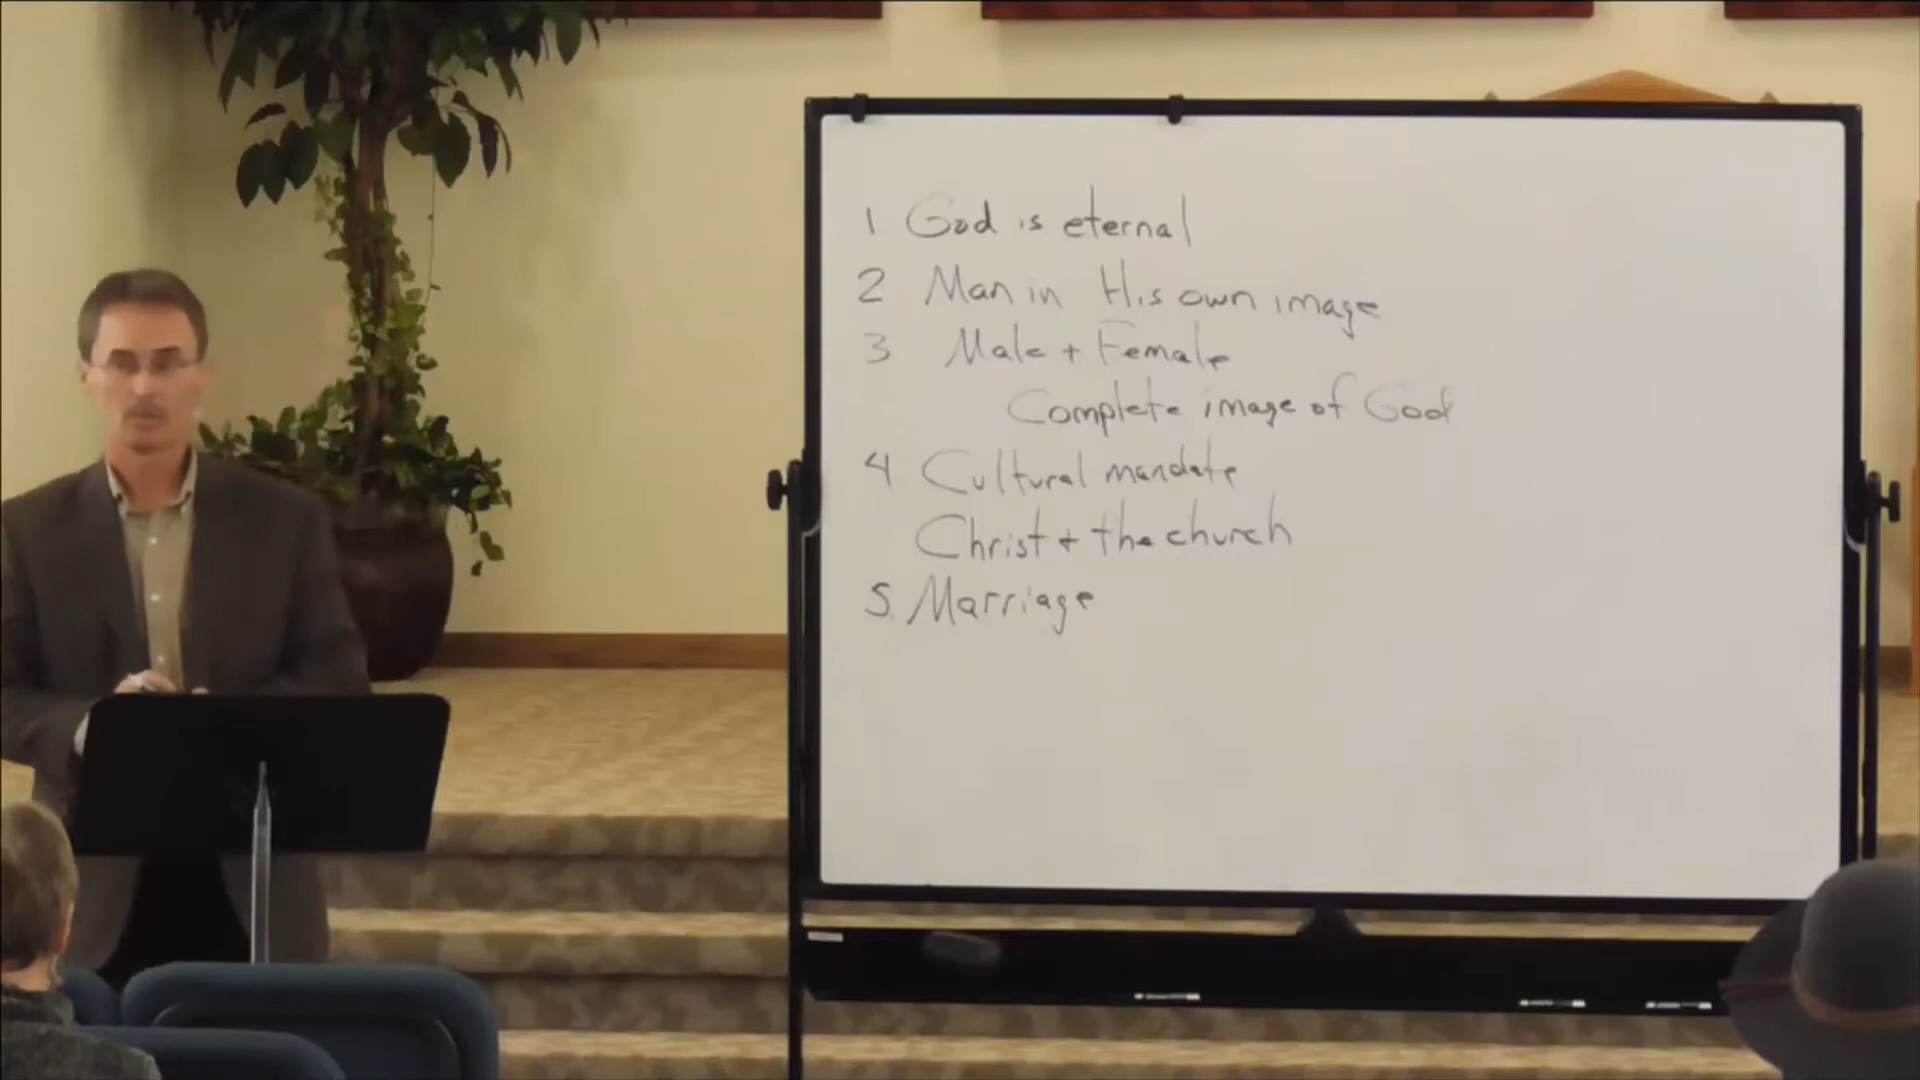 1. God is eternal
2 Man in His own image
3 Male + Female
Complete image of God
4 Cultural mandate
Christ + the church
5. Marriage